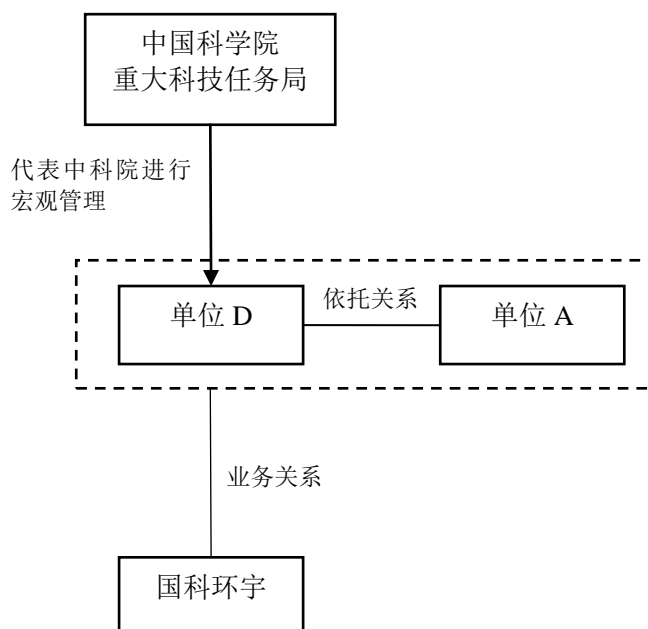 中国科学院
重大科技任务局
代表中科院进行
宏观管理
单位 D
依托关系
单位 A
业务关系
国科环宇